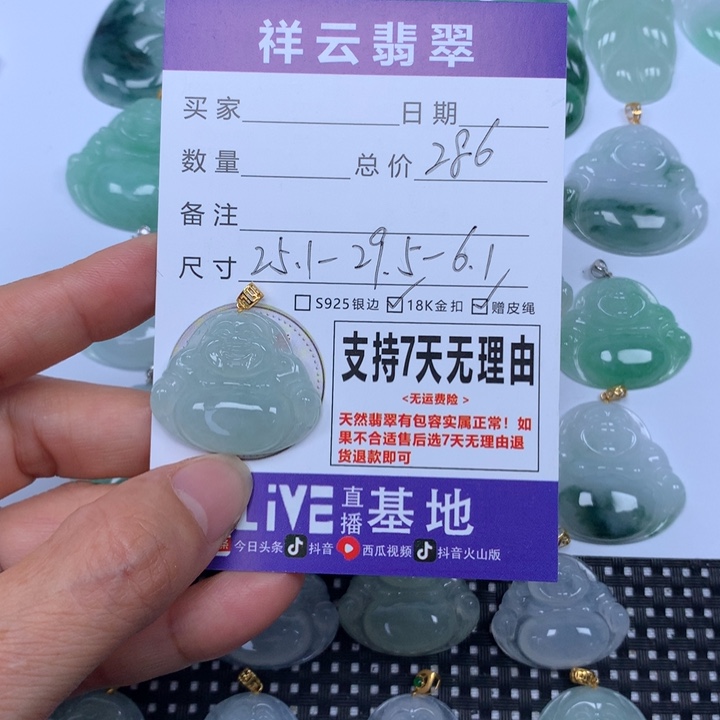 祥云翡翠
买家 日期
数量 总价 286
备注
尺寸 25.1-29.5-6.1
S925银边 18K金扣 赠皮绳
支持7天无理由
<无运费险>
天然翡翠有包容实属正常！如
果不合适售后选7天无理由退
货退款即可
LIVE 直播 基地
今日头条 抖音 西瓜视频 抖音火山版